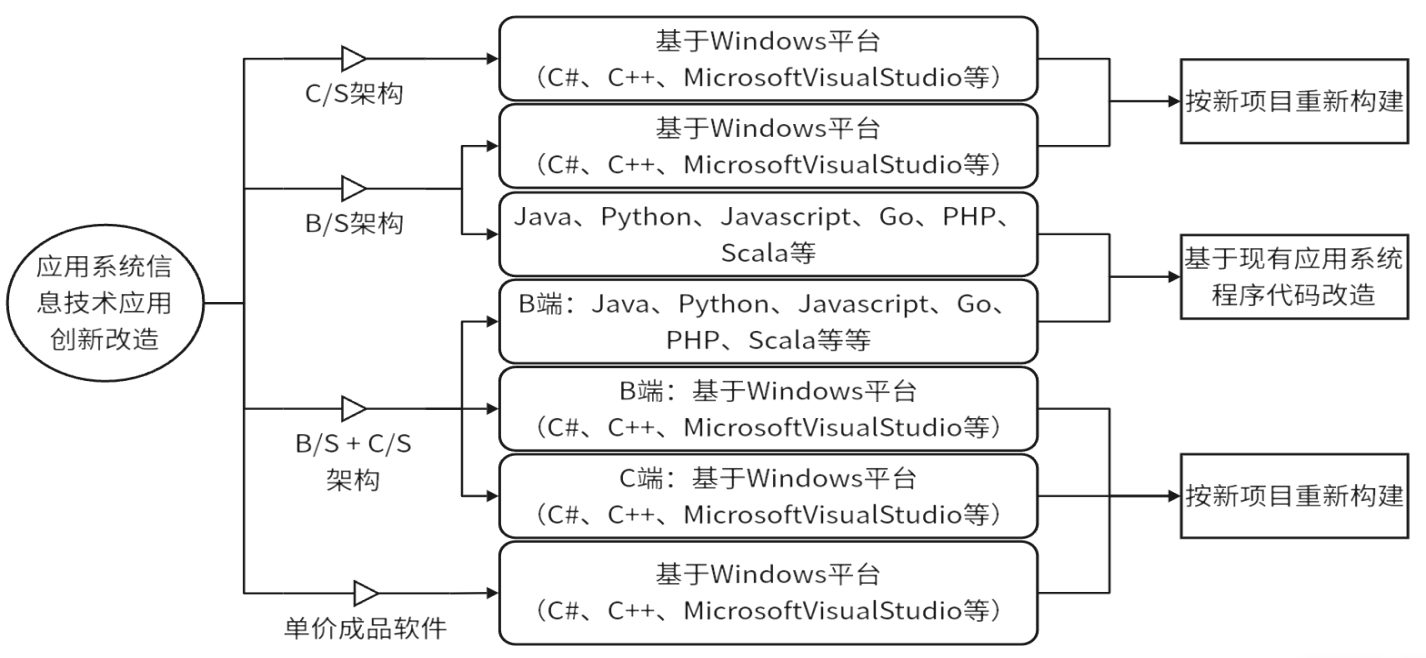 应用系统信
息技术应用
创新改造
C/S架构
B/S架构
B/S + C/S
架构
单价成品软件
基于Windows平台
（C#、C++、MicrosoftVisualStudio等）
基于Windows平台
（C#、C++、MicrosoftVisualStudio等）
Java、Python、Javascript、Go、PHP、
Scala等
B端：Java、Python、Javascript、Go、
PHP、Scala等等
B端：基于Windows平台
（C#、C++、MicrosoftVisualStudio等）
C端：基于Windows平台
（C#、C++、MicrosoftVisualStudio等）
基于Windows平台
（C#、C++、MicrosoftVisualStudio等）
按新项目重新构建
基于现有应用系统
程序代码改造
按新项目重新构建